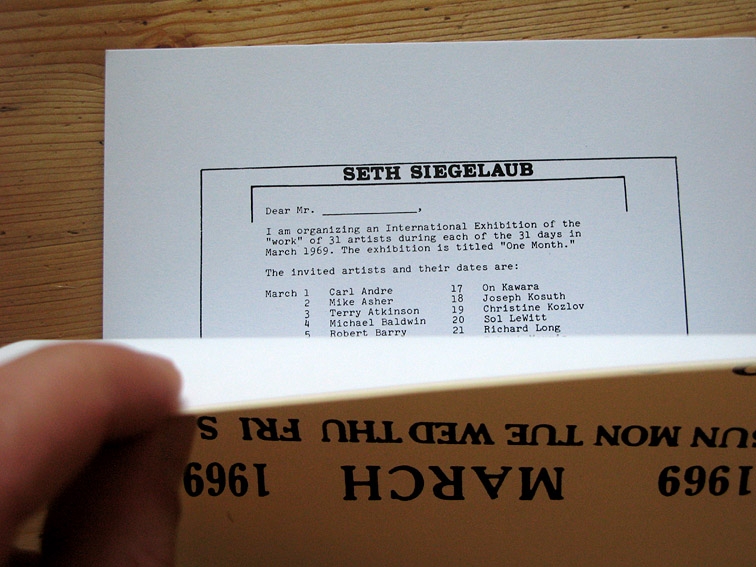 SETH SIEGELAUB
Dear Mr. ______________,
I am organizing an International Exhibition of the
"work" of 31 artists during each of the 31 days in
March 1969. The exhibition is titled "One Month."
The invited artists and their dates are:
March 1 Carl Andre 17 On Kawara
2 Mike Asher 18 Joseph Kosuth
3 Terry Atkinson 19 Christine Kozlov
4 Michael Baldwin 20 Sol LeWitt
5 Robert Barry 21 Richard Long
SUN MON TUE WED THU FRI S
1969 MARCH 1969